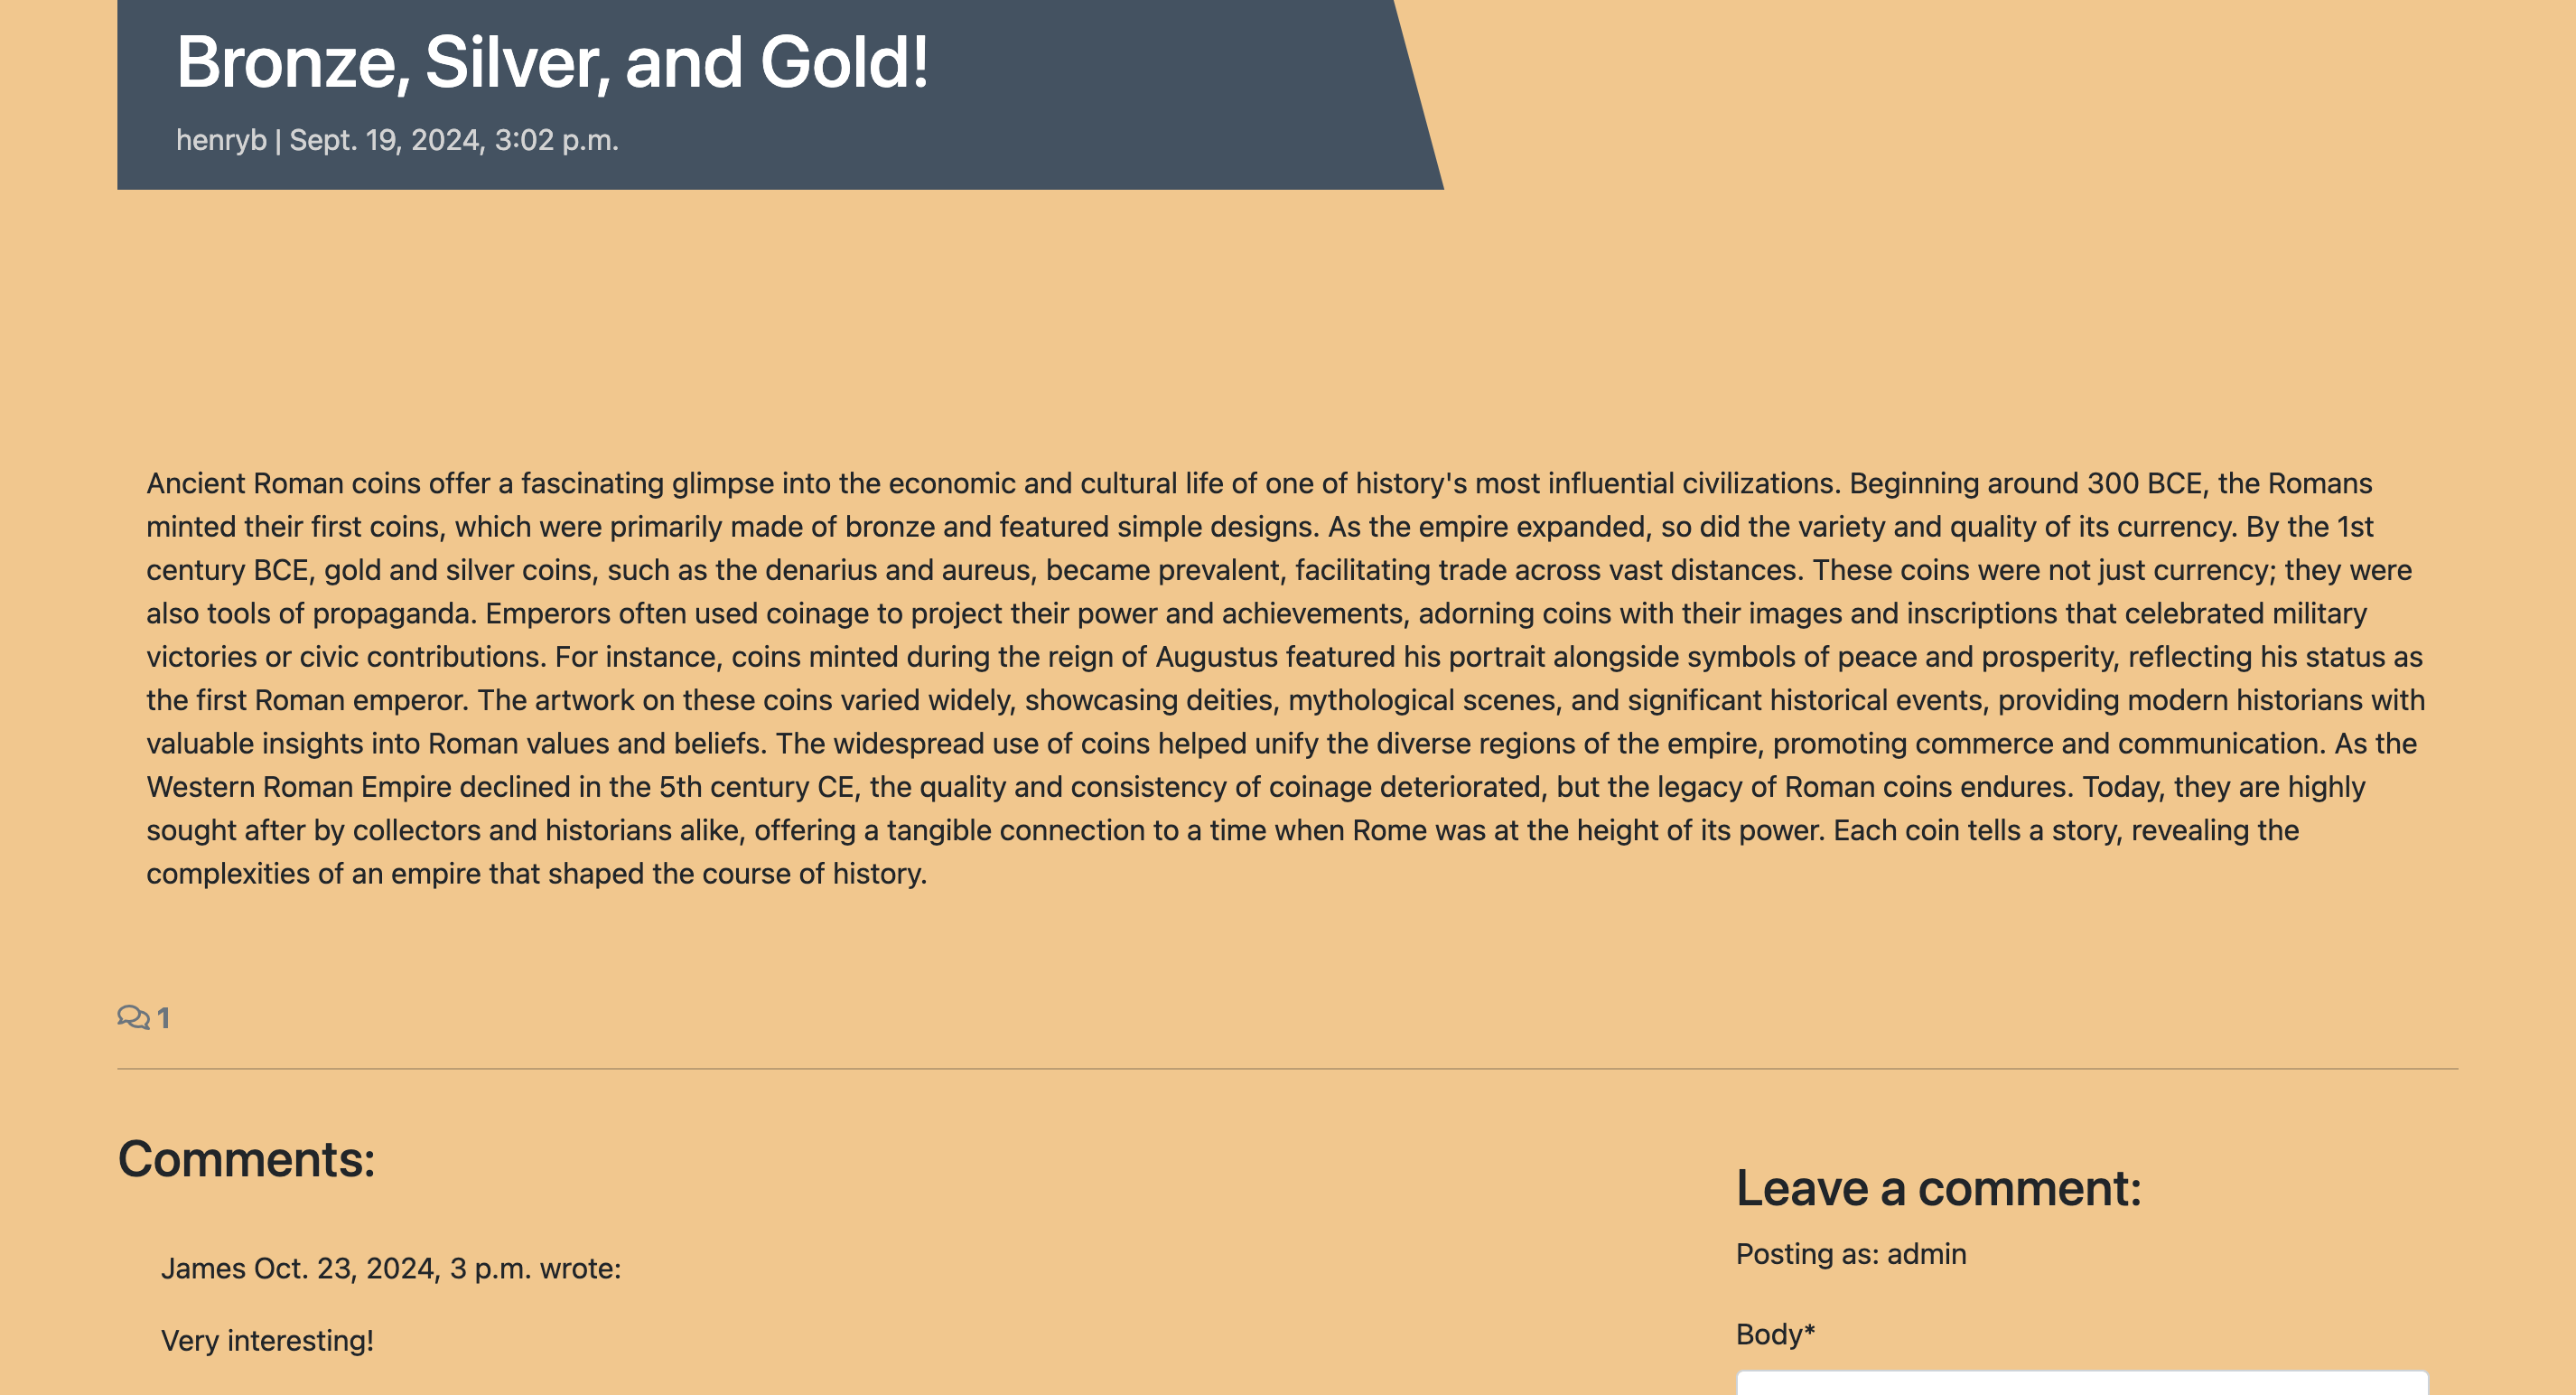 Bronze, Silver, and Gold!
henryb | Sept. 19, 2024, 3:02 p.m.
Ancient Roman coins offer a fascinating glimpse into the economic and cultural life of one of history's most influential civilizations. Beginning around 300 BCE, the Romans
minted their first coins, which were primarily made of bronze and featured simple designs. As the empire expanded, so did the variety and quality of its currency. By the 1st
century BCE, gold and silver coins, such as the denarius and aureus, became prevalent, facilitating trade across vast distances. These coins were not just currency; they were
also tools of propaganda. Emperors often used coinage to project their power and achievements, adorning coins with their images and inscriptions that celebrated military
victories or civic contributions. For instance, coins minted during the reign of Augustus featured his portrait alongside symbols of peace and prosperity, reflecting his status as
the first Roman emperor. The artwork on these coins varied widely, showcasing deities, mythological scenes, and significant historical events, providing modern historians with
valuable insights into Roman values and beliefs. The widespread use of coins helped unify the diverse regions of the empire, promoting commerce and communication. As the
Western Roman Empire declined in the 5th century CE, the quality and consistency of coinage deteriorated, but the legacy of Roman coins endures. Today, they are highly
sought after by collectors and historians alike, offering a tangible connection to a time when Rome was at the height of its power. Each coin tells a story, revealing the
complexities of an empire that shaped the course of history.
1
Comments:
James Oct. 23, 2024, 3 p.m. wrote:
Very interesting!
Leave a comment:
Posting as: admin
Body*